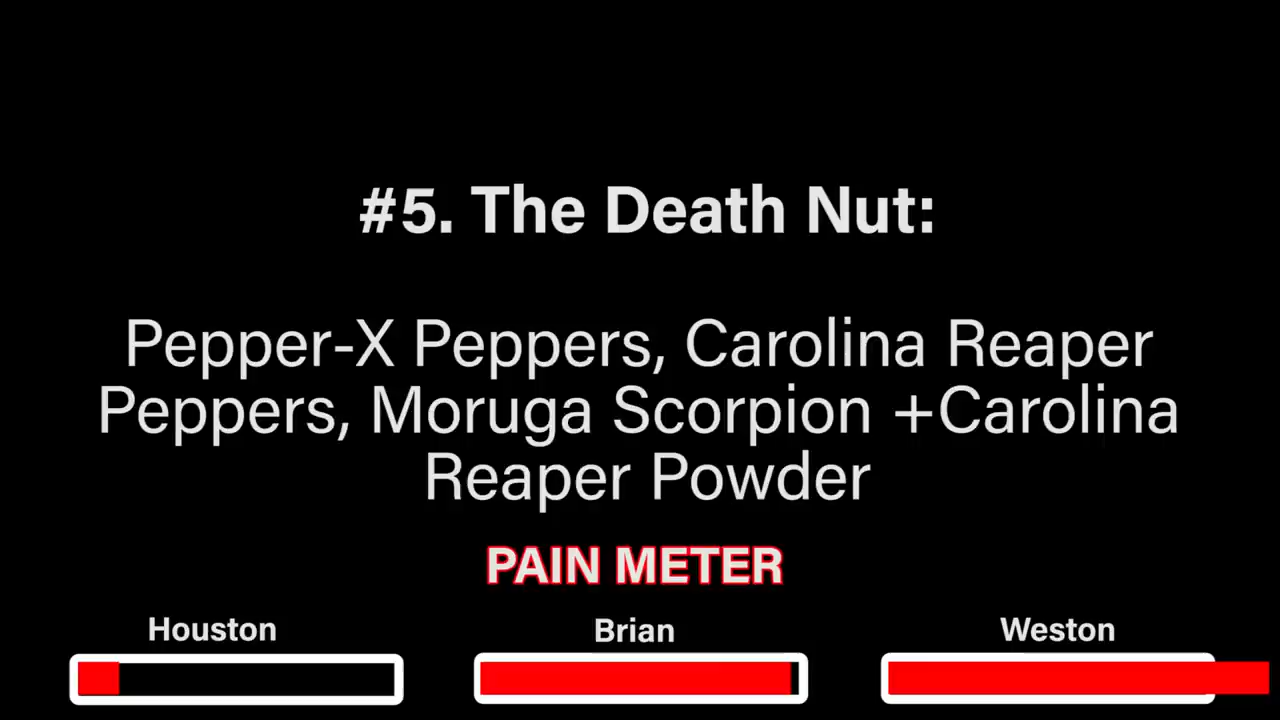 #5. The Death Nut:
Pepper-X Peppers, Carolina Reaper
Peppers, Moruga Scorpion +Carolina
Reaper Powder
PAIN METER
Houston
Brian
Weston